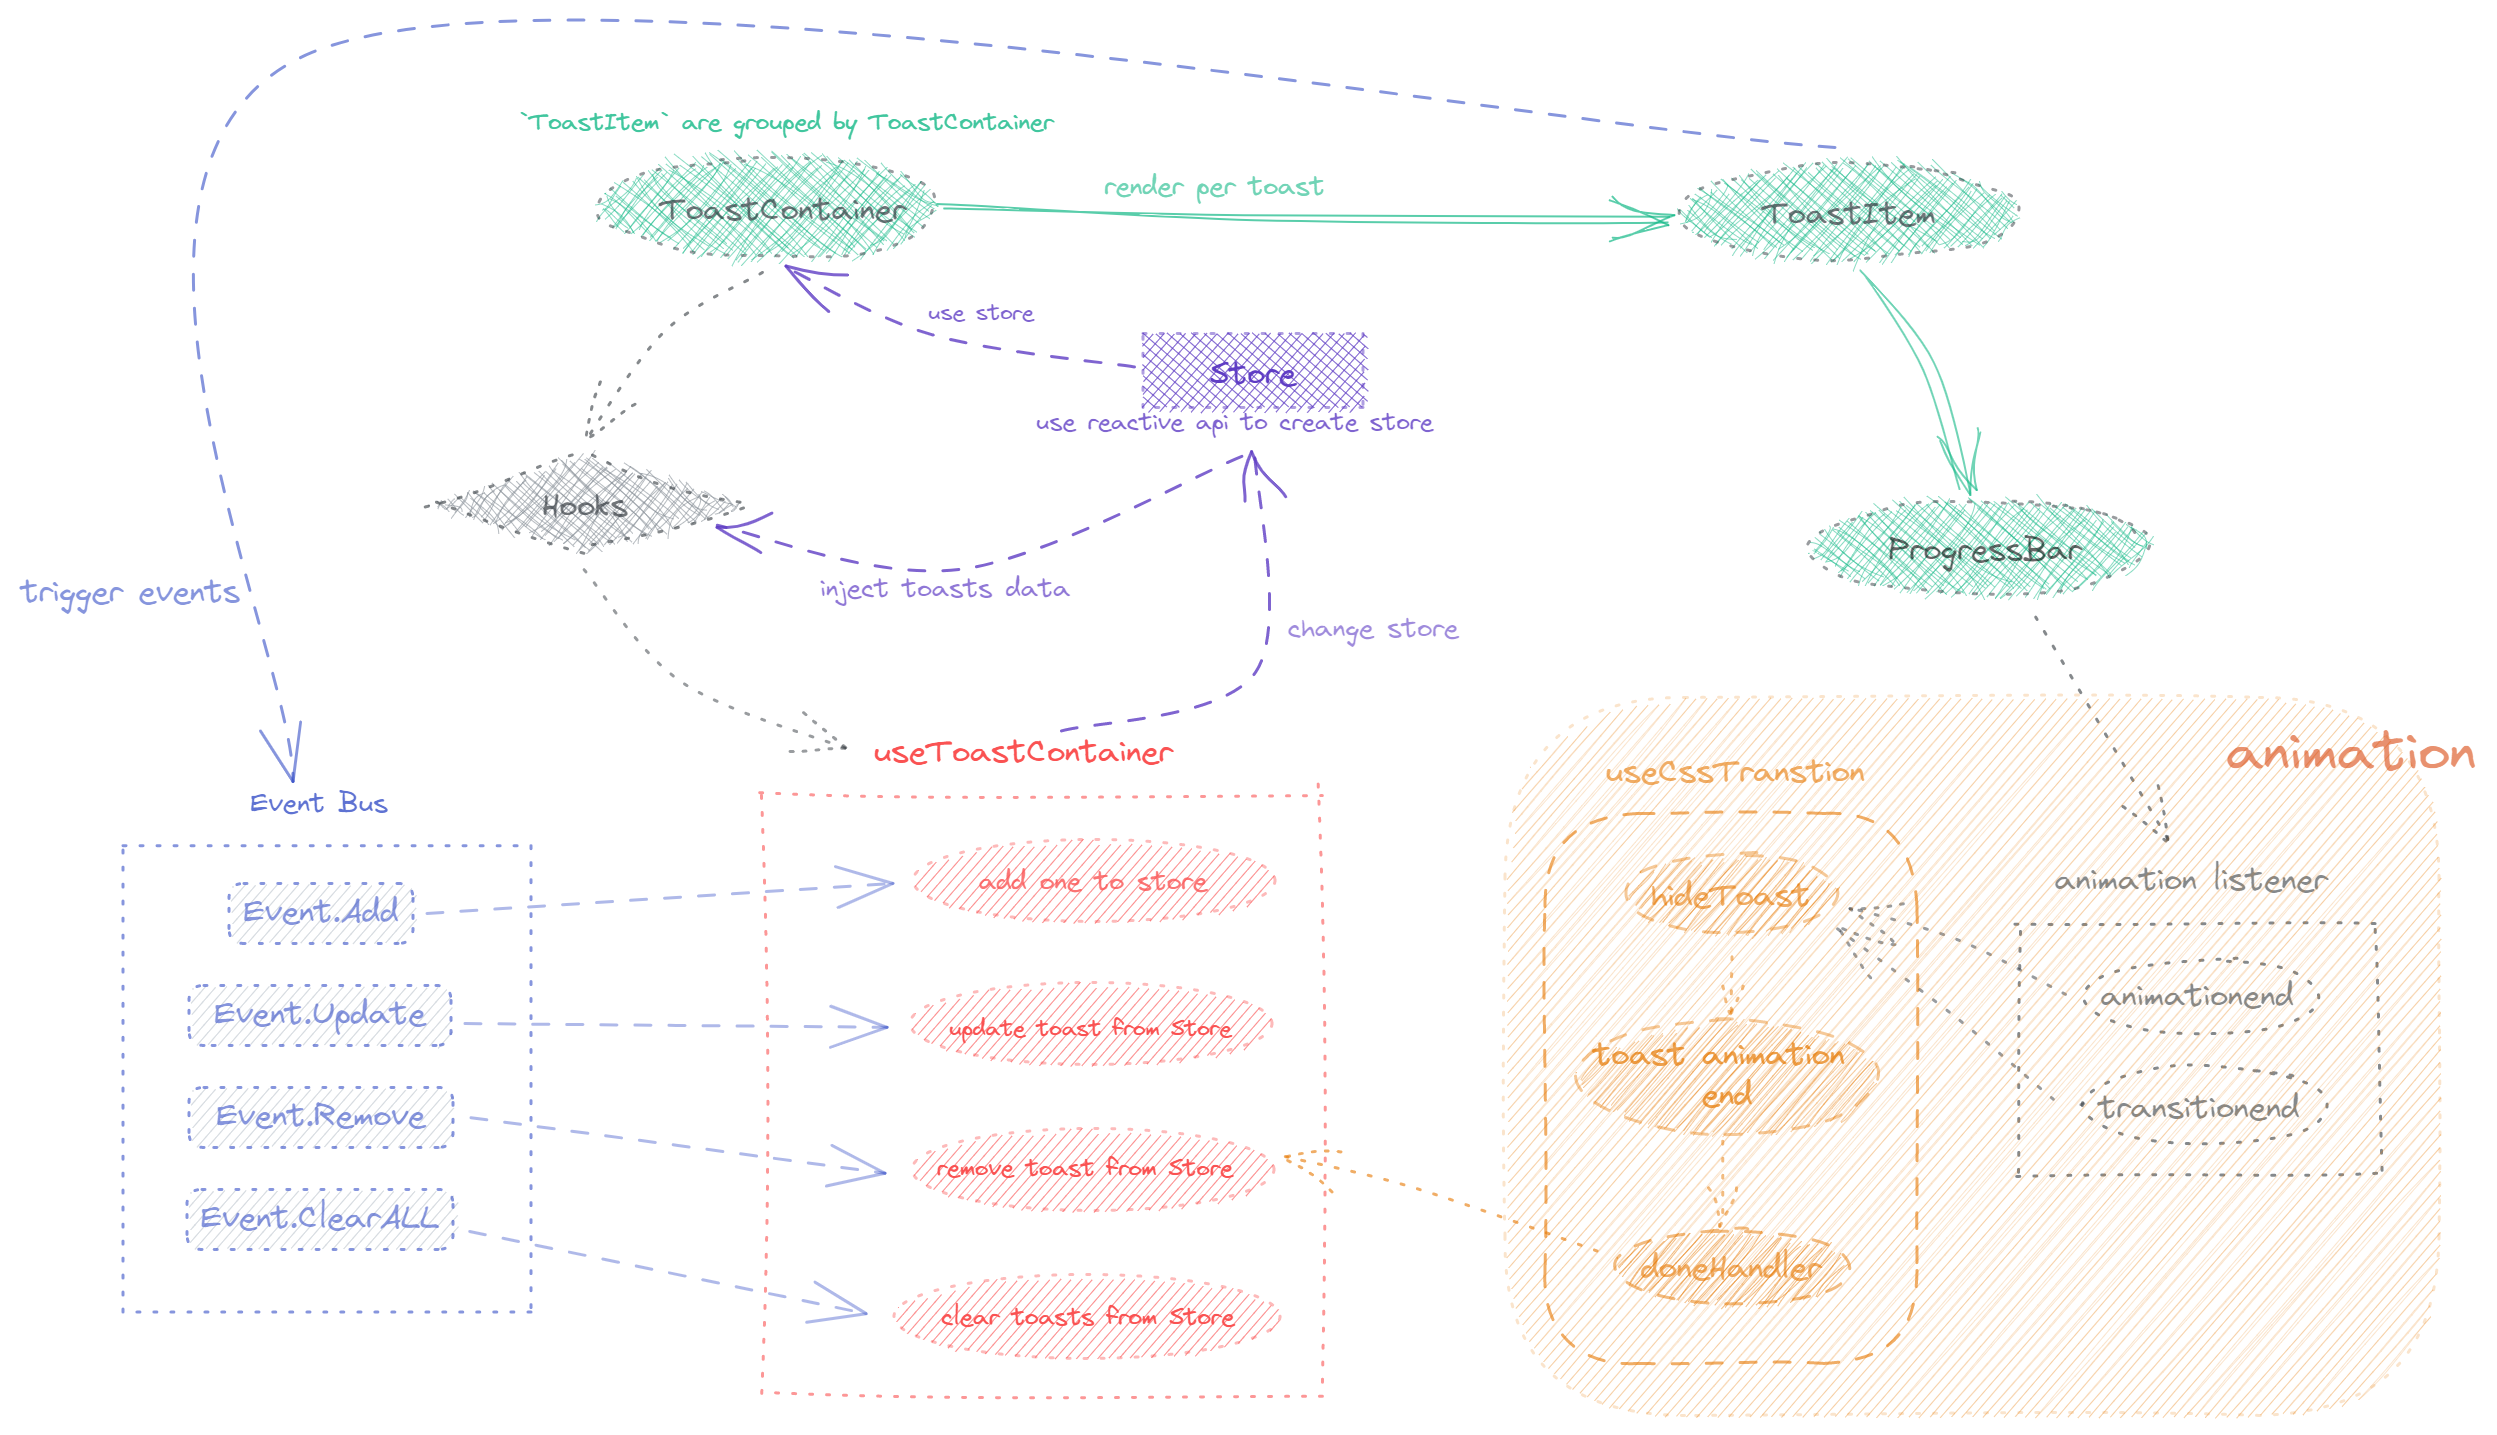 `ToastItem` are grouped by ToastContainer
ToastContainer
render per toast
ToastItem
use store
Store
use reactive api to create store
Hooks
inject toasts data
ProgressBar
trigger events
change store
useToastContainer
animation
useCssTranstion
Event Bus
Event.Add
add one to store
hideToast
animation listener
Event.Update
update toast from Store
toast animation
end
animationend
Event.Remove
remove toast from Store
transitionend
Event.ClearALL
clear toasts from Store
doneHandler